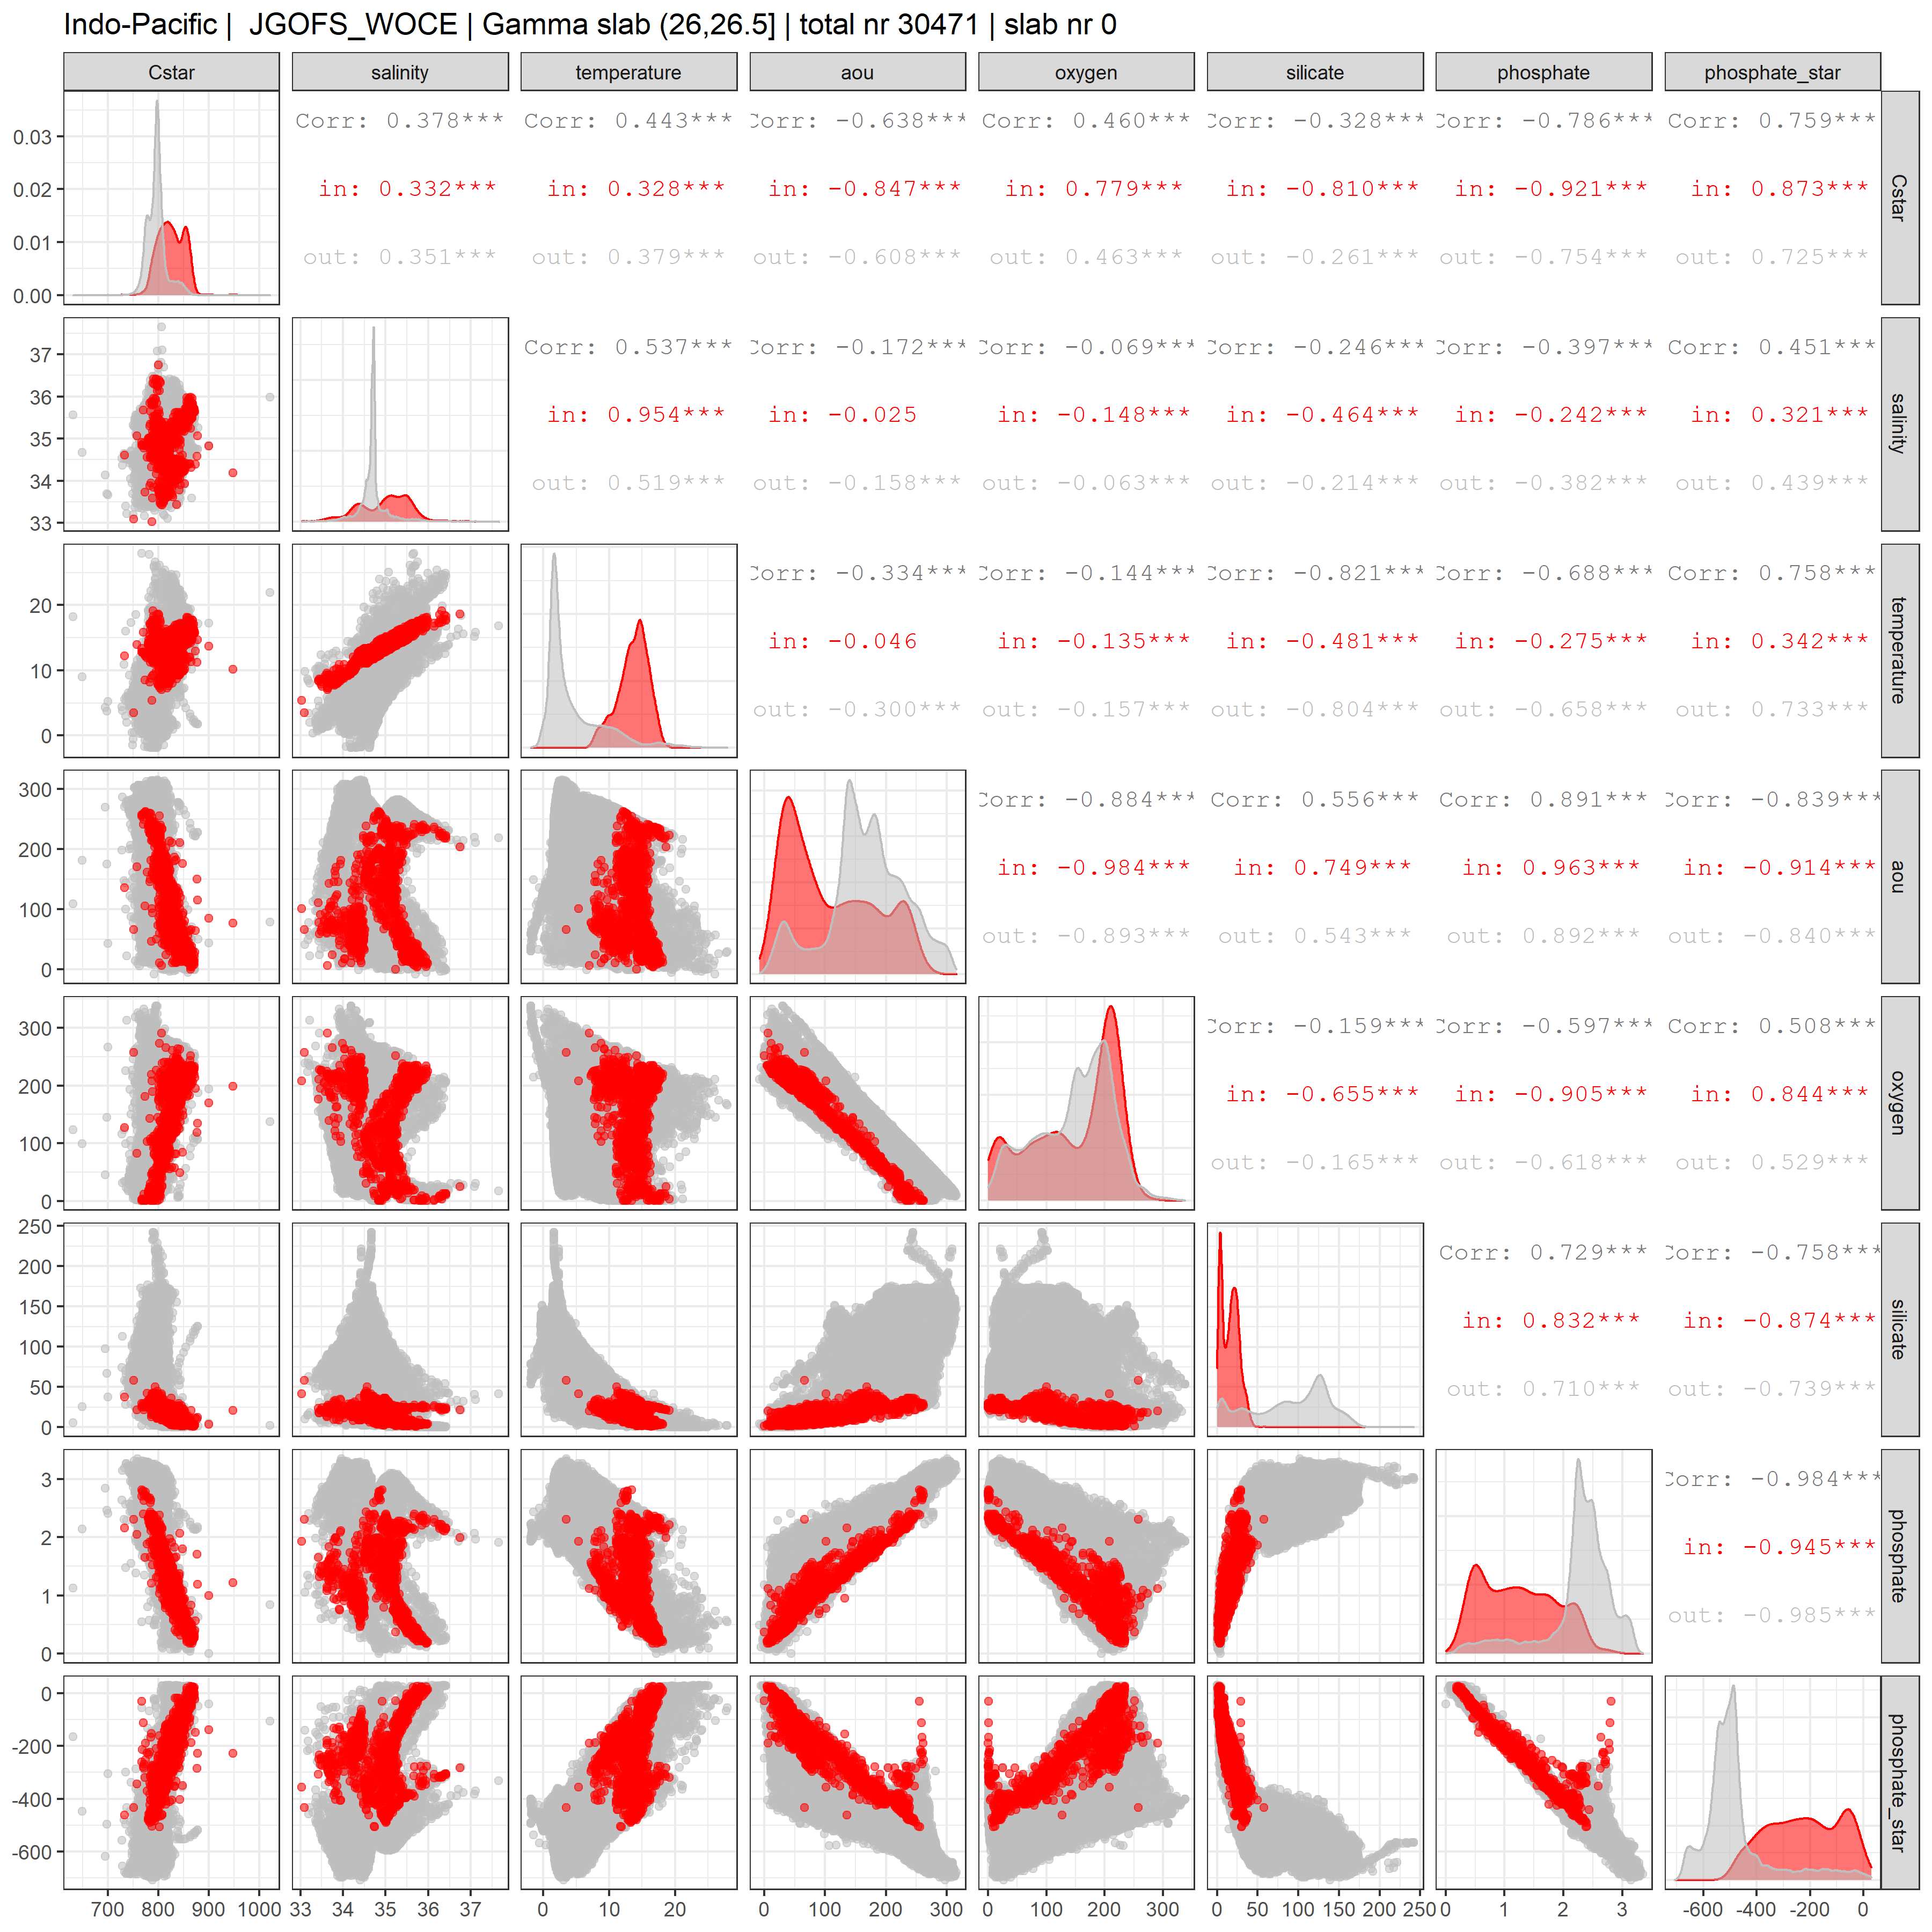 Indo-Pacific |  JGOFS_WOCE | Gamma slab (26,26.5] | total nr 30471 | slab nr 0
Cstar salinity temperature aou oxygen silicate phosphate phosphate_star
Corr: 0.378*** Corr: 0.443*** Corr: -0.638*** Corr: 0.460*** Corr: -0.328*** Corr: -0.786*** Corr: 0.759***
in: 0.332*** in: 0.328*** in: -0.847*** in: 0.779*** in: -0.810*** in: -0.921*** in: 0.873***
out: 0.351*** out: 0.379*** out: -0.608*** out: 0.463*** out: -0.261*** out: -0.754*** out: 0.725***
0.03
0.02
0.01
0.00
Cstar
Corr: 0.537*** Corr: -0.172*** Corr: -0.069*** Corr: -0.246*** Corr: -0.397*** Corr: 0.451***
in: 0.954*** in: -0.025 in: -0.148*** in: -0.464*** in: -0.242*** in: 0.321***
out: 0.519*** out: -0.158*** out: -0.063*** out: -0.214*** out: -0.382*** out: 0.439***
37
36
35
34
33
salinity
Corr: -0.334*** Corr: -0.144*** Corr: -0.821*** Corr: -0.688*** Corr: 0.758***
in: -0.046 in: -0.135*** in: -0.481*** in: -0.275*** in: 0.342***
out: -0.300*** out: -0.157*** out: -0.804*** out: -0.658*** out: 0.733***
20
10
0
temperature
Corr: -0.884*** Corr: 0.556*** Corr: 0.891*** Corr: -0.839***
in: -0.984*** in: 0.749*** in: 0.963*** in: -0.914***
out: -0.893*** out: 0.543*** out: 0.892*** out: -0.840***
300
200
100
0
aou
Corr: -0.159*** Corr: -0.597*** Corr: 0.508***
in: -0.655*** in: -0.905*** in: 0.844***
out: -0.165*** out: -0.618*** out: 0.529***
300
200
100
0
oxygen
Corr: 0.729*** Corr: -0.758***
in: 0.832*** in: -0.874***
out: 0.710*** out: -0.739***
250
200
150
100
50
0
silicate
Corr: -0.984***
in: -0.945***
out: -0.985***
3
2
1
0
phosphate
0
-200
-400
-600
phosphate_star
700 800 900 1000 33 34 35 36 37 0 10 20 0 100 200 300 0 100 200 300 0 50 100 150 200 250 0 1 2 3 -600 -400 -200 0